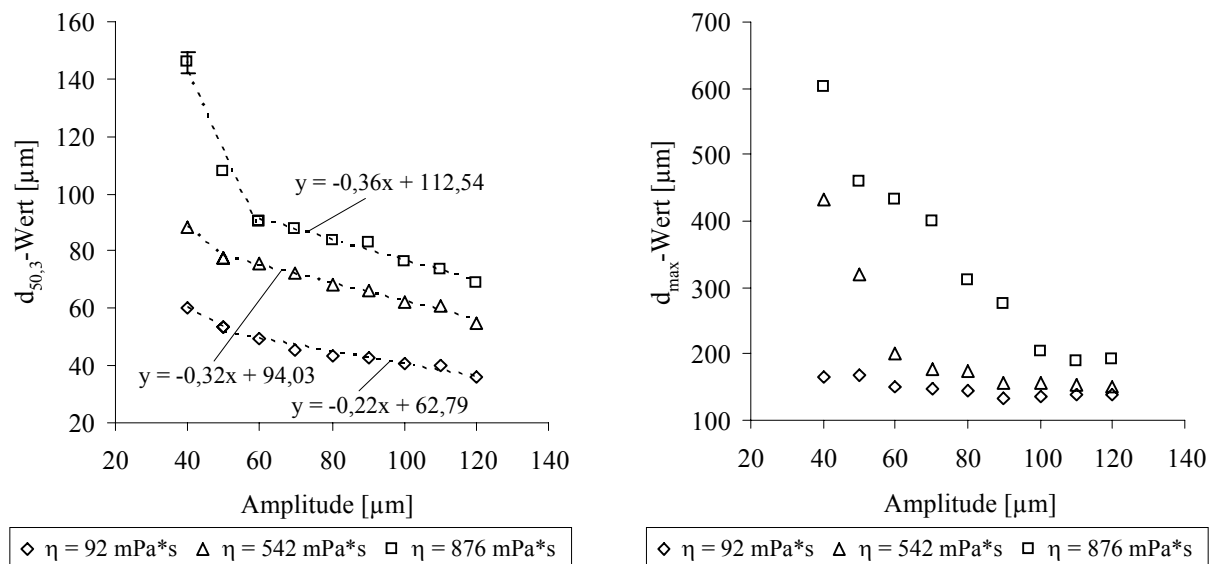 160
140
120
100
80
60
40
20
d50,3-Wert [µm]
y = -0,36x + 112,54
y = -0,32x + 94,03
y = -0,22x + 62,79
20 40 60 80 100 120 140
Amplitude [µm]
η = 92 mPa*s η = 542 mPa*s η = 876 mPa*s
700
600
500
400
300
200
100
dmax-Wert [µm]
20 40 60 80 100 120 140
Amplitude [µm]
η = 92 mPa*s η = 542 mPa*s η = 876 mPa*s